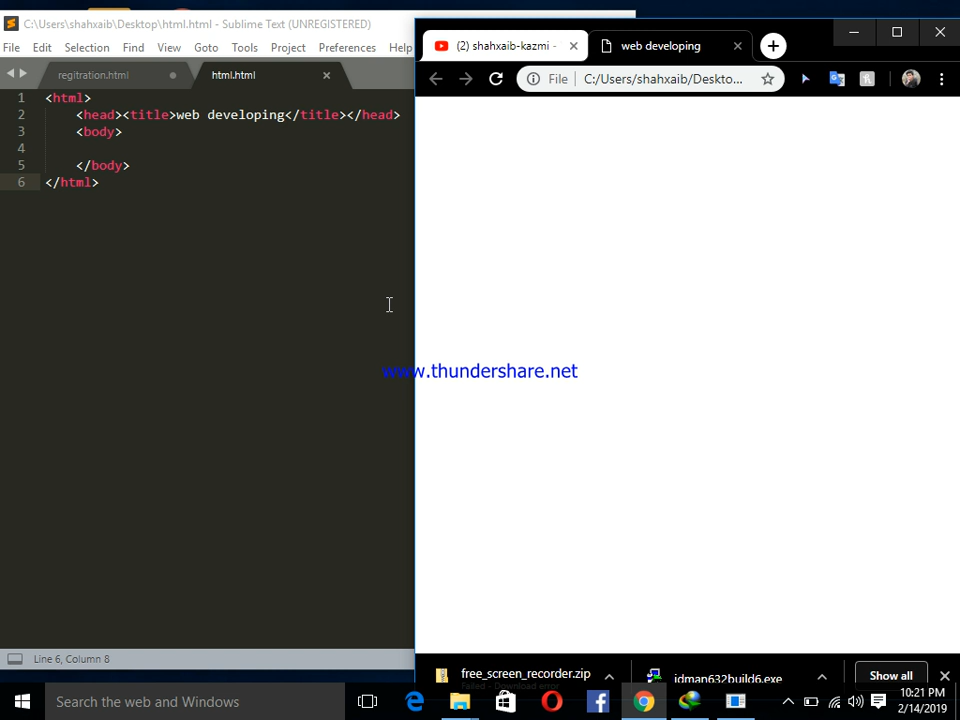 C:\Users\shahxaib\Desktop\html.html - Sublime Text (UNREGISTERED)
File Edit Selection Find View Goto Tools Project Preferences Help
regitration.html
html.html
1 <html>
2 <head><title>web developing</title></head>
3 <body>
4
5 </body>
6 </html>
Line 6, Column 8
(2) shahxaib-kazmi -
web developing
File C:/Users/shahxaib/Deskto...
www.thundershare.net
free_screen_recorder.zip
Failed - Download error
idman632build6.exe
Show all
Search the web and Windows
10:21 PM
2/14/2019